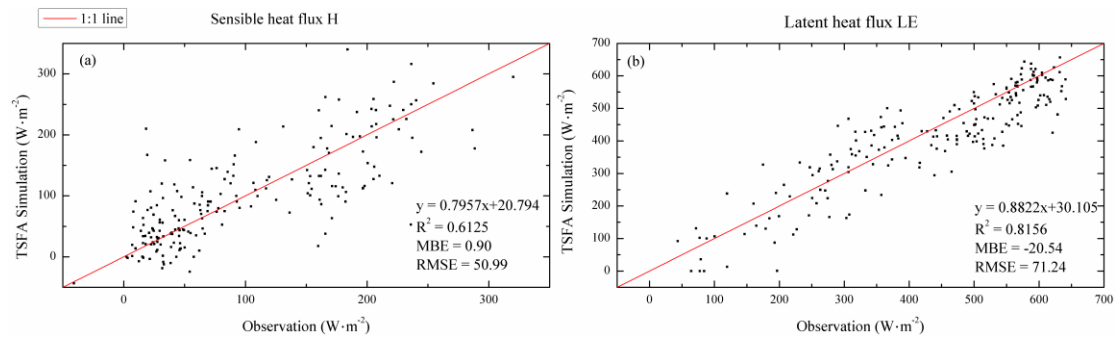 1:1 line
Sensible heat flux H
(a)
TSFA Simulation (W·m⁻²)
300
200
100
0
y = 0.7957x+20.794
R² = 0.6125
MBE = 0.90
RMSE = 50.99
0 100 200 300
Observation (W·m⁻²)
Latent heat flux LE
(b)
TSFA Simulation (W·m⁻²)
700
600
500
400
300
200
100
0
y = 0.8822x+30.105
R² = 0.8156
MBE = -20.54
RMSE = 71.24
0 100 200 300 400 500 600 700
Observation (W·m⁻²)